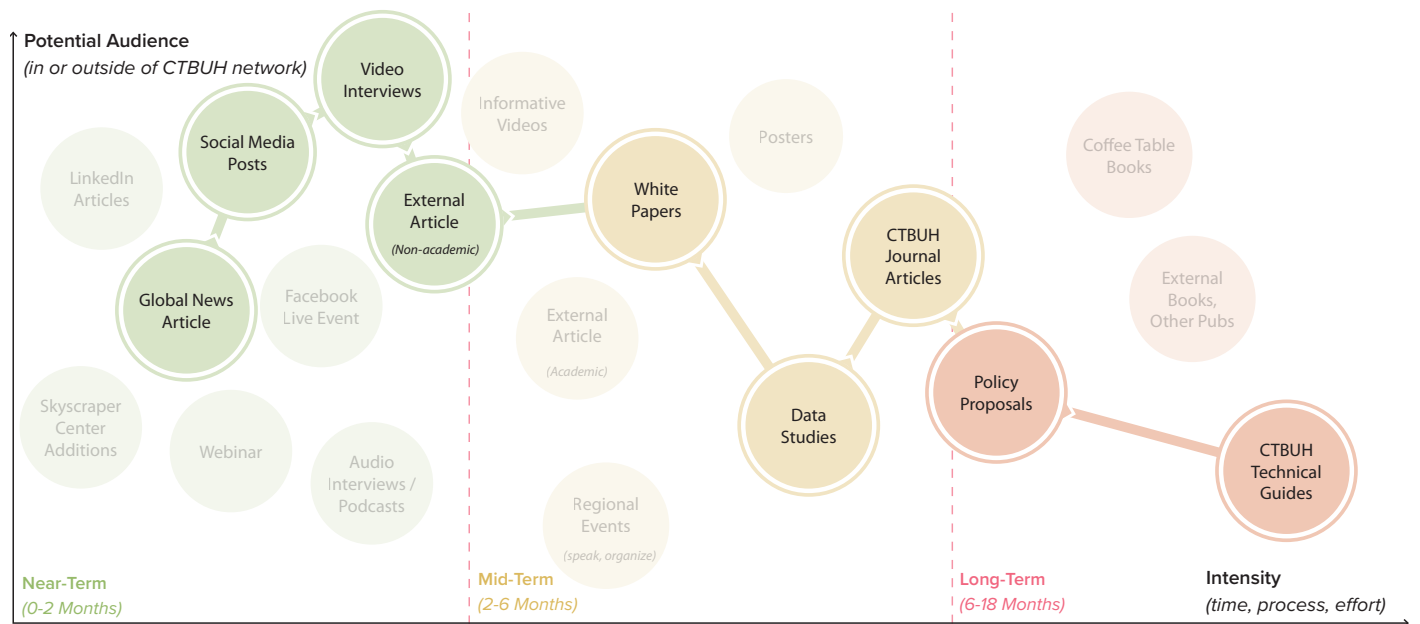 Potential Audience
(in or outside of CTBUH network)
Video
Interviews
Social Media
Posts
LinkedIn
Articles
External
Article
(Non-academic)
Global News
Article
Facebook
Live Event
Skyscraper
Center
Additions
Webinar
Audio
Interviews /
Podcasts
Near-Term
(0-2 Months)
Informative
Videos
White
Papers
Posters
External
Article
(Academic)
CTBUH
Journal
Articles
Data
Studies
Regional
Events
(speak, organize)
Mid-Term
(2-6 Months)
Coffee Table
Books
External
Books,
Other Pubs
Policy
Proposals
CTBUH
Technical
Guides
Long-Term
(6-18 Months)
Intensity
(time, process, effort)